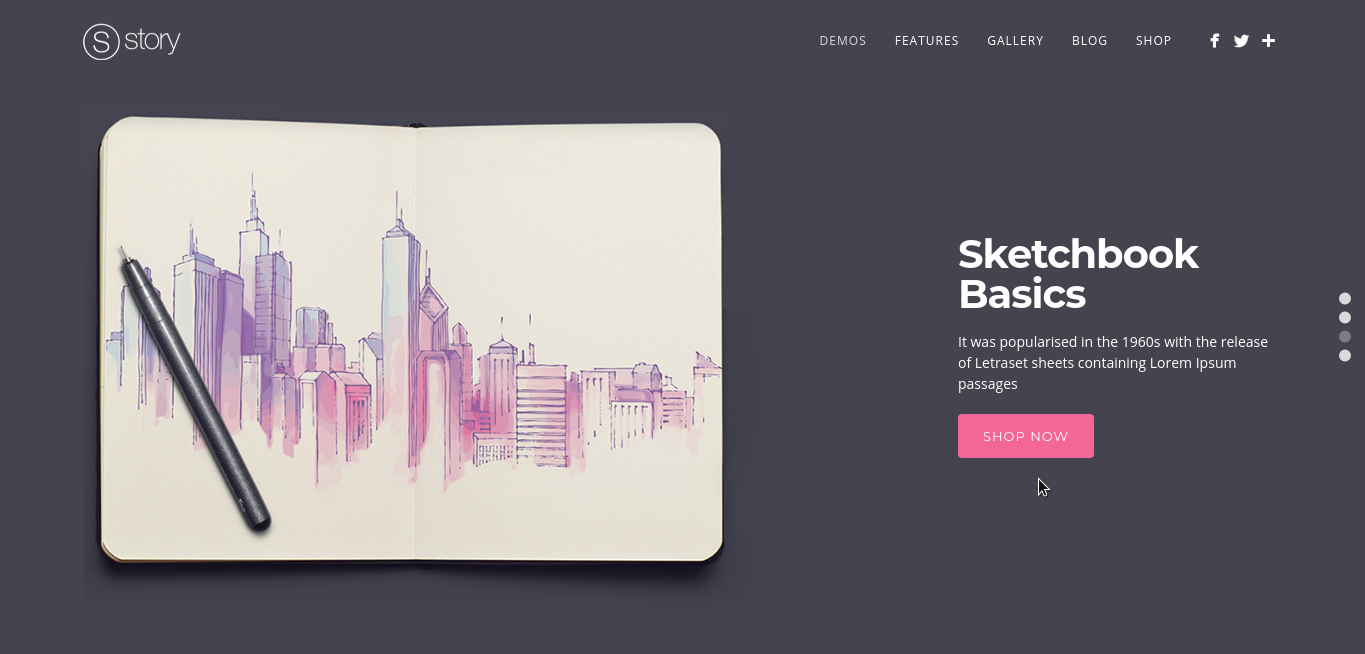 S story
DEMOS FEATURES GALLERY BLOG SHOP
Sketchbook
Basics
It was popularised in the 1960s with the release
of Letraset sheets containing Lorem Ipsum
passages
SHOP NOW